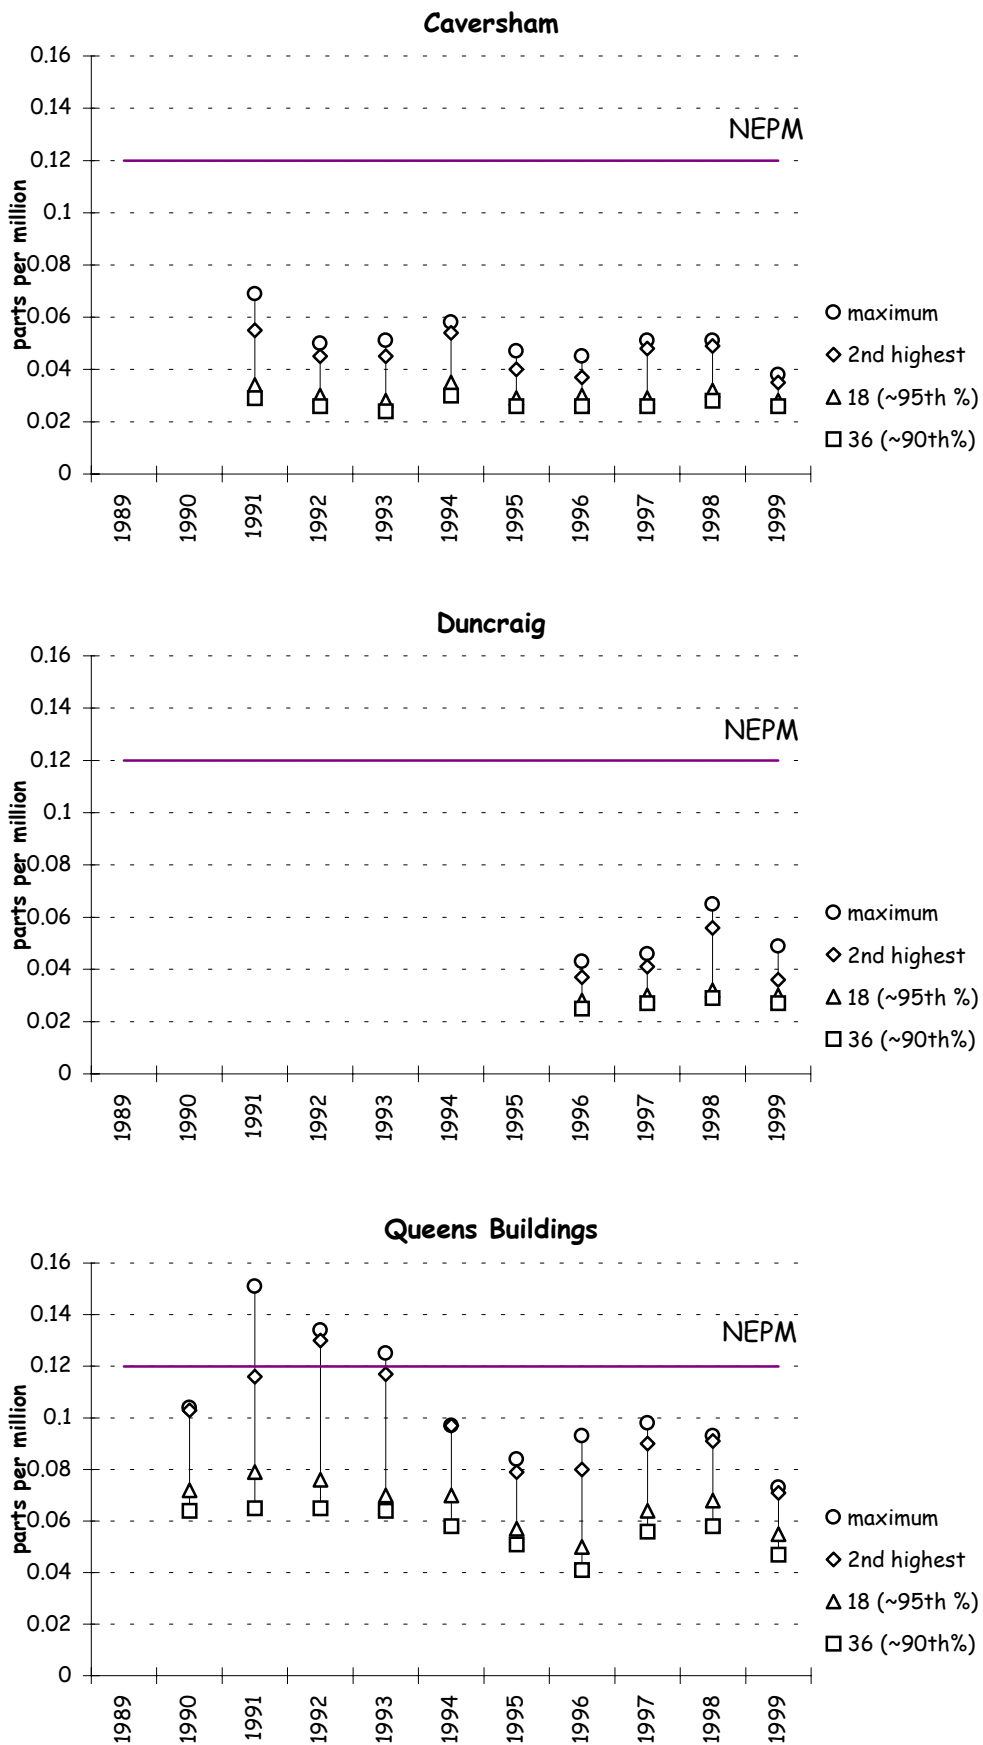 Caversham
0.16
0.14
NEPM
0.12
0.1
0.08
0.06
0.04
0.02
0
parts per million
maximum
2nd highest
18 (~95th %)
36 (~90th%)
1989 1990 1991 1992 1993 1994 1995 1996 1997 1998 1999
Duncraig
0.16
0.14
NEPM
0.12
0.1
0.08
0.06
0.04
0.02
0
parts per million
maximum
2nd highest
18 (~95th %)
36 (~90th%)
1989 1990 1991 1992 1993 1994 1995 1996 1997 1998 1999
Queens Buildings
0.16
0.14
NEPM
0.12
0.1
0.08
0.06
0.04
0.02
0
parts per million
maximum
2nd highest
18 (~95th %)
36 (~90th%)
1989 1990 1991 1992 1993 1994 1995 1996 1997 1998 1999